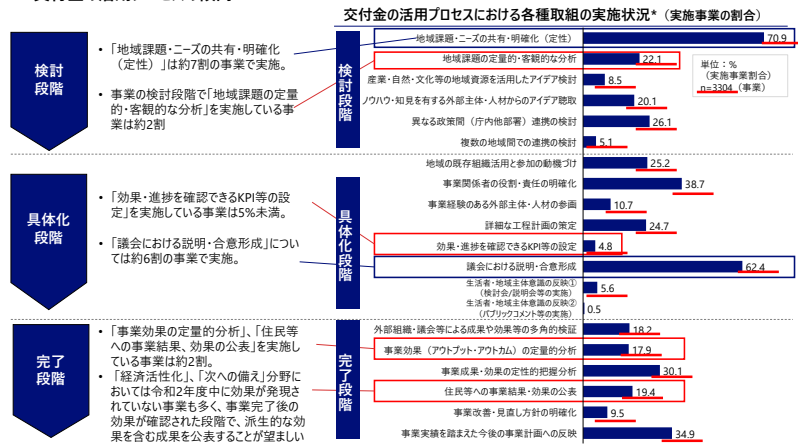 交付金の活用プロセスにおける各種取組の実施状況*（実施事業の割合）
検討
段階
• 「地域課題・ニーズの共有・明確化
（定性）」は約7割の事業で実施。
• 事業の検討段階で「地域課題の定量
的・客観的な分析」を実施している事
業は約2割
検討段階
地域課題・ニーズの共有・明確化（定性） 70.9
地域課題の定量的・客観的な分析 22.1
産業・自然・文化等の地域資源を活用したアイデア検討 8.5
ノウハウ・知見を有する外部主体・人材からのアイデア聴取 20.1
異なる政策間（庁内他部署）連携の検討 26.1
複数の地域間での連携の検討 5.1
単位：％
（実施事業割合）
n=3304（事業）
具体化
段階
• 「効果・進捗を確認できるKPI等の設
定」を実施している事業は5%未満。
• 「議会における説明・合意形成」につい
ては約6割の事業で実施。
具体化段階
地域の既存組織活用と参加の動機づけ 25.2
事業関係者の役割・責任の明確化 38.7
事業経験のある外部主体・人材の参画 10.7
詳細な工程計画の策定 24.7
効果・進捗を確認できるKPI等の設定 4.8
議会における説明・合意形成 62.4
生活者・地域主体意識の反映①
（検討会/説明会等の実施） 5.6
生活者・地域主体意識の反映②
（パブリックコメント等の実施） 0.5
完了
段階
• 「事業効果の定量的分析」、「住民等
への事業結果、効果の公表」を実施し
ている事業は約2割。
• 「経済活性化」、「次への備え」分野に
おいては令和2年度中に効果が発現さ
れていない事業も多く、事業完了後の
効果が確認された段階で、派生的な効
果を含む成果を公表することが望ましい
完了段階
外部組織・議会等による成果や効果等の多角的検証 18.2
事業効果（アウトプット・アウトカム）の定量的分析 17.9
事業成果・効果の定性的把握分析 30.1
住民等への事業結果・効果の公表 19.4
事業改善・見直し方針の明確化 9.5
事業実績を踏まえた今後の事業計画への反映 34.9